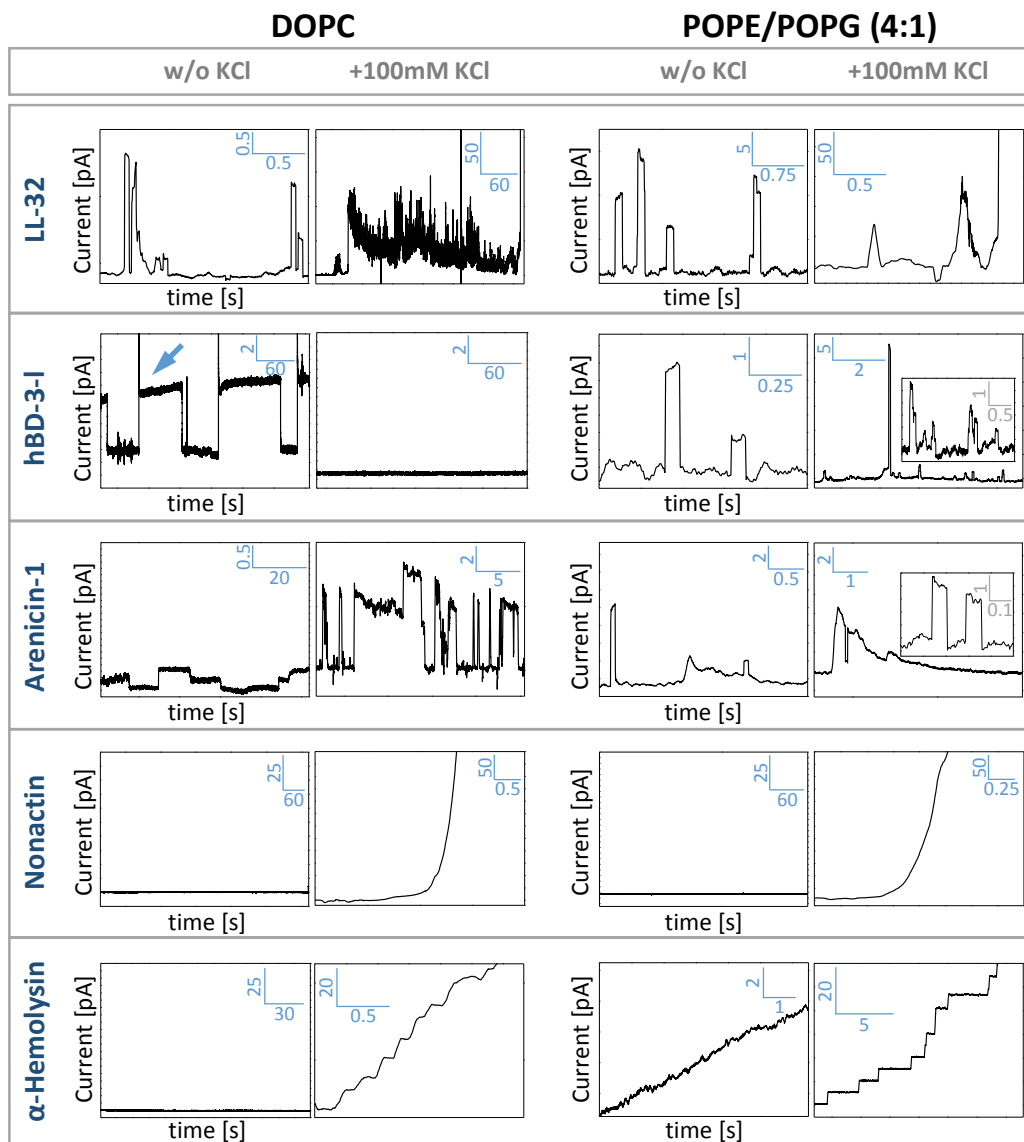 DOPC POPE/POPG (4:1)
w/o KCl +100mM KCl w/o KCl +100mM KCl
LL-32
Current [pA]
0.5
0.5
50
60
time [s]
Current [pA]
5
0.75
50
0.5
time [s]
hBD-3-l
Current [pA]
2
60
2
60
time [s]
Current [pA]
1
0.25
5
2
1
0.5
time [s]
Arenicin-1
Current [pA]
0.5
20
2
5
time [s]
Current [pA]
2
0.5
2
1
1
0.1
time [s]
Nonactin
Current [pA]
25
60
50
0.5
time [s]
Current [pA]
25
60
50
0.25
time [s]
α-Hemolysin
Current [pA]
25
30
20
0.5
time [s]
Current [pA]
2
1
20
5
time [s]